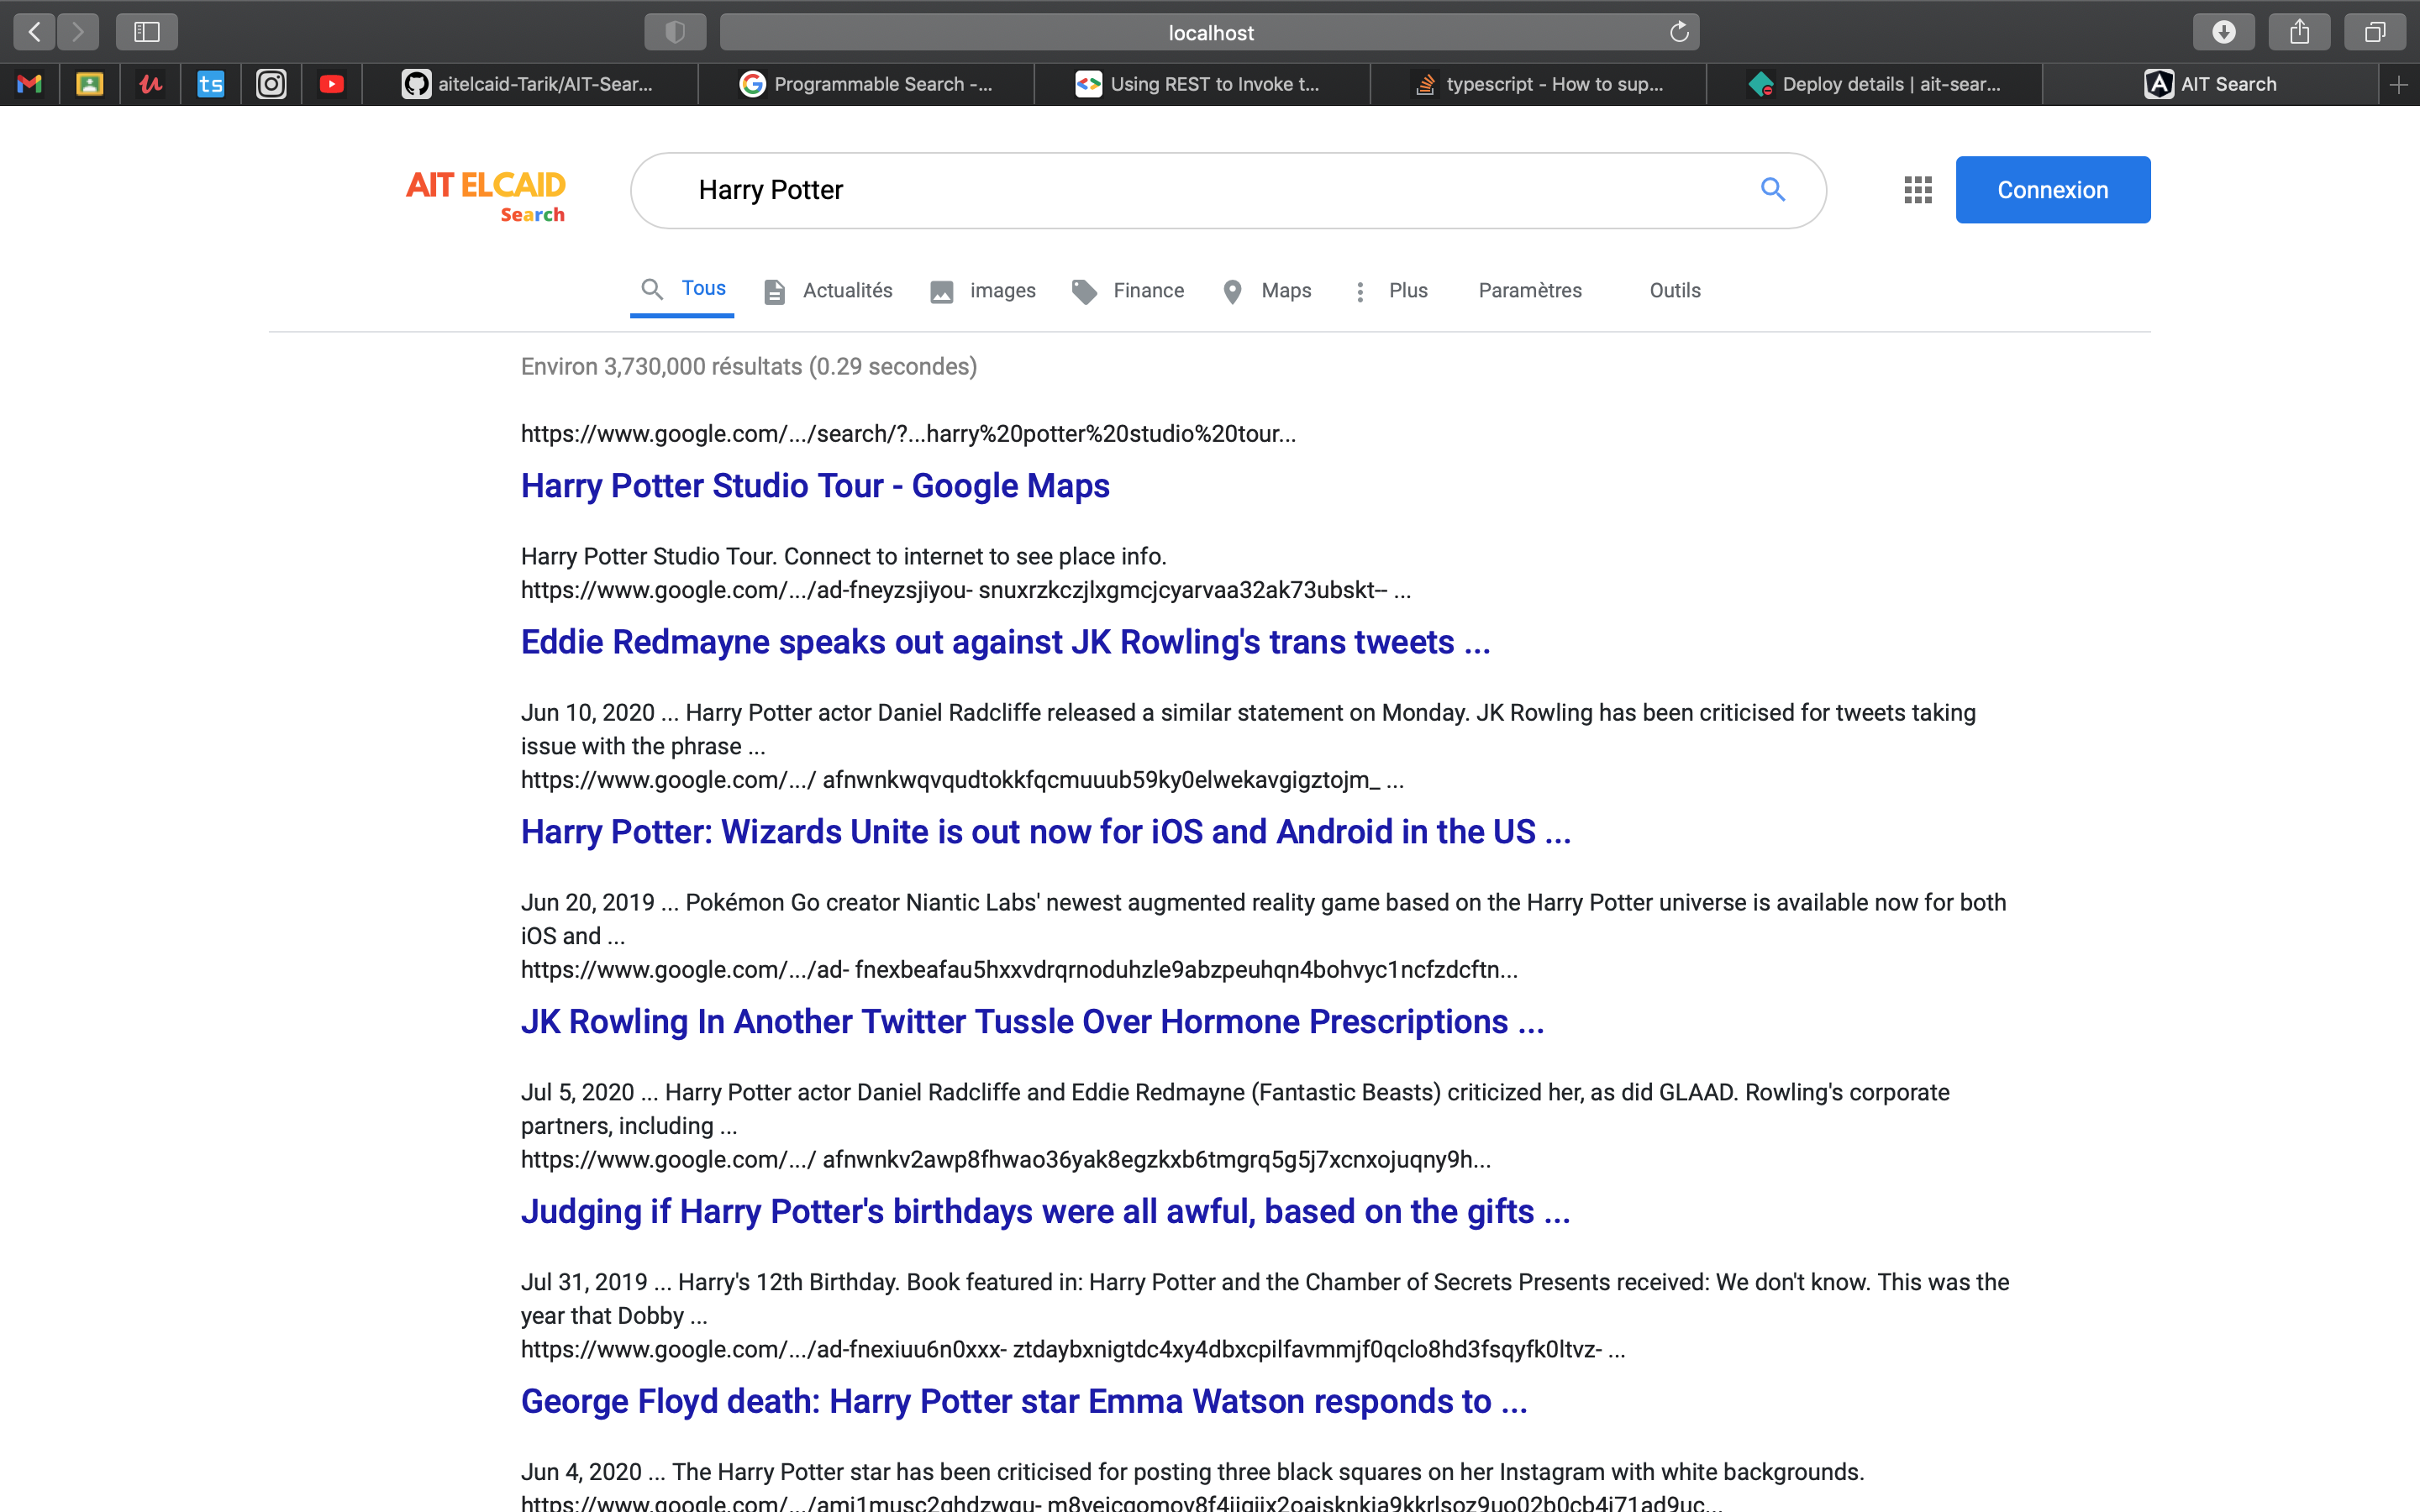 localhost
ts
aitelcaid-Tarik/AIT-Sear...
Programmable Search -...
Using REST to Invoke t...
typescript - How to sup...
Deploy details | ait-sear...
AIT Search
AIT ELCAID
Search
Harry Potter
Connexion
Tous
Actualités
images
Finance
Maps
Plus
Paramètres
Outils
Environ 3,730,000 résultats (0.29 secondes)
https://www.google.com/.../search/?...harry%20potter%20studio%20tour...
Harry Potter Studio Tour - Google Maps
Harry Potter Studio Tour. Connect to internet to see place info.
https://www.google.com/.../ad-fneyzsjiyou- snuxrzkczjlxgmcjcyarvaa32ak73ubskt-- ...
Eddie Redmayne speaks out against JK Rowling's trans tweets ...
Jun 10, 2020 ... Harry Potter actor Daniel Radcliffe released a similar statement on Monday. JK Rowling has been criticised for tweets taking
issue with the phrase ...
https://www.google.com/.../ afnwnkwqvqudtokkfqcmuuub59ky0elwekavgigztojm_ ...
Harry Potter: Wizards Unite is out now for iOS and Android in the US ...
Jun 20, 2019 ... Pokémon Go creator Niantic Labs' newest augmented reality game based on the Harry Potter universe is available now for both
iOS and ...
https://www.google.com/.../ad- fnexbeafau5hxxvdrqrnoduhzle9abzpeuhqn4bohvyc1ncfzdcftn...
JK Rowling In Another Twitter Tussle Over Hormone Prescriptions ...
Jul 5, 2020 ... Harry Potter actor Daniel Radcliffe and Eddie Redmayne (Fantastic Beasts) criticized her, as did GLAAD. Rowling's corporate
partners, including ...
https://www.google.com/.../ afnwnkv2awp8fhwao36yak8egzkxb6tmgrq5g5j7xcnxojuqny9h...
Judging if Harry Potter's birthdays were all awful, based on the gifts ...
Jul 31, 2019 ... Harry's 12th Birthday. Book featured in: Harry Potter and the Chamber of Secrets Presents received: We don't know. This was the
year that Dobby ...
https://www.google.com/.../ad-fnexiuu6n0xxx- ztdaybxnigtdc4xy4dbxcpilfavmmjf0qclo8hd3fsqyfk0ltvz- ...
George Floyd death: Harry Potter star Emma Watson responds to ...
Jun 4, 2020 ... The Harry Potter star has been criticised for posting three black squares on her Instagram with white backgrounds.
https://www.google.com/.../